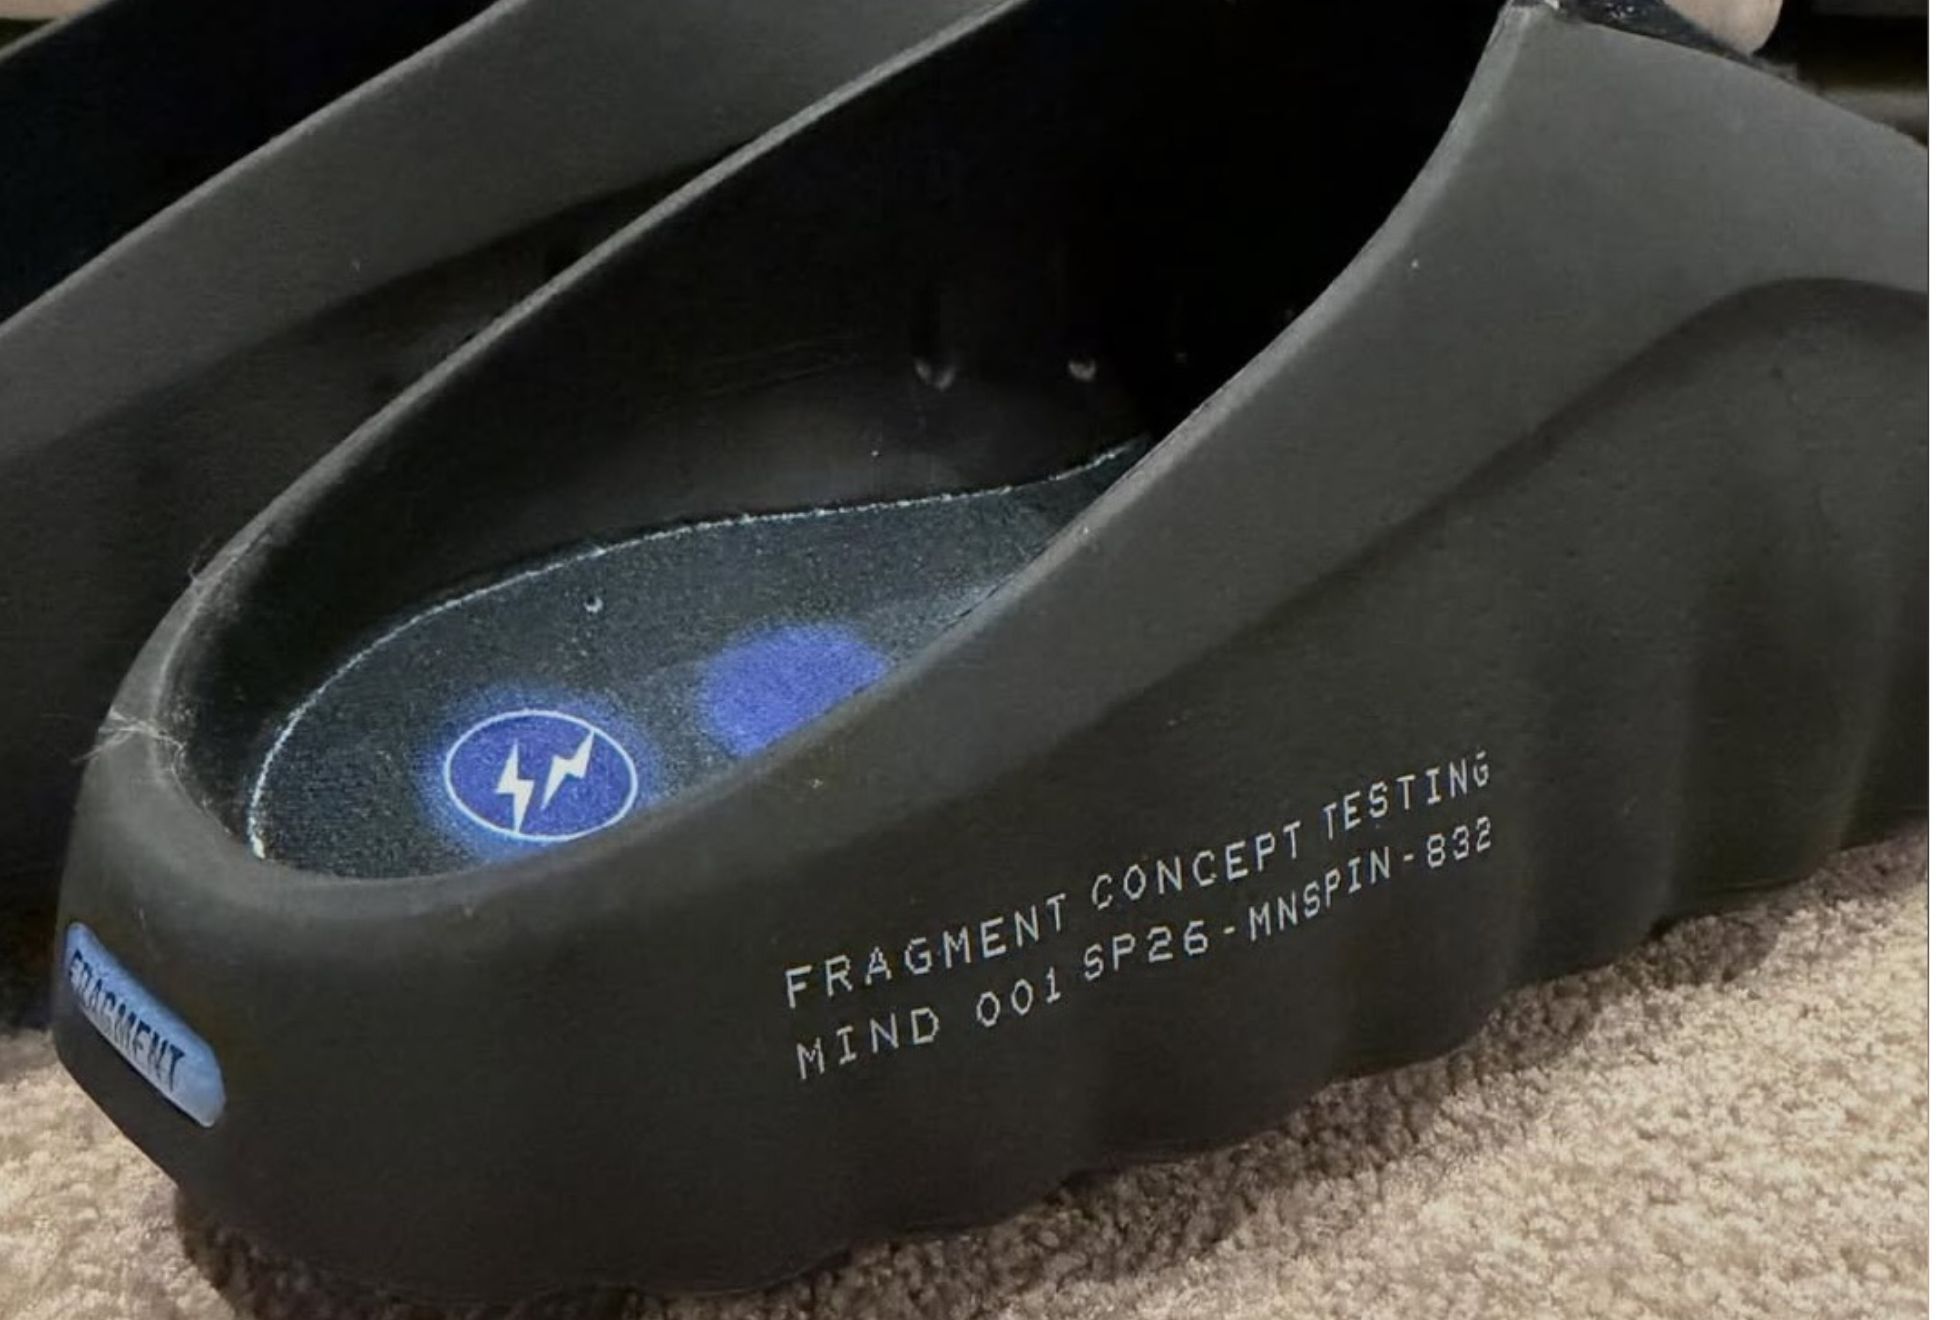 FRAGMENT CONCEPT TESTING
MIND 001 SP26-MNSPIN-832
FRAGMENT